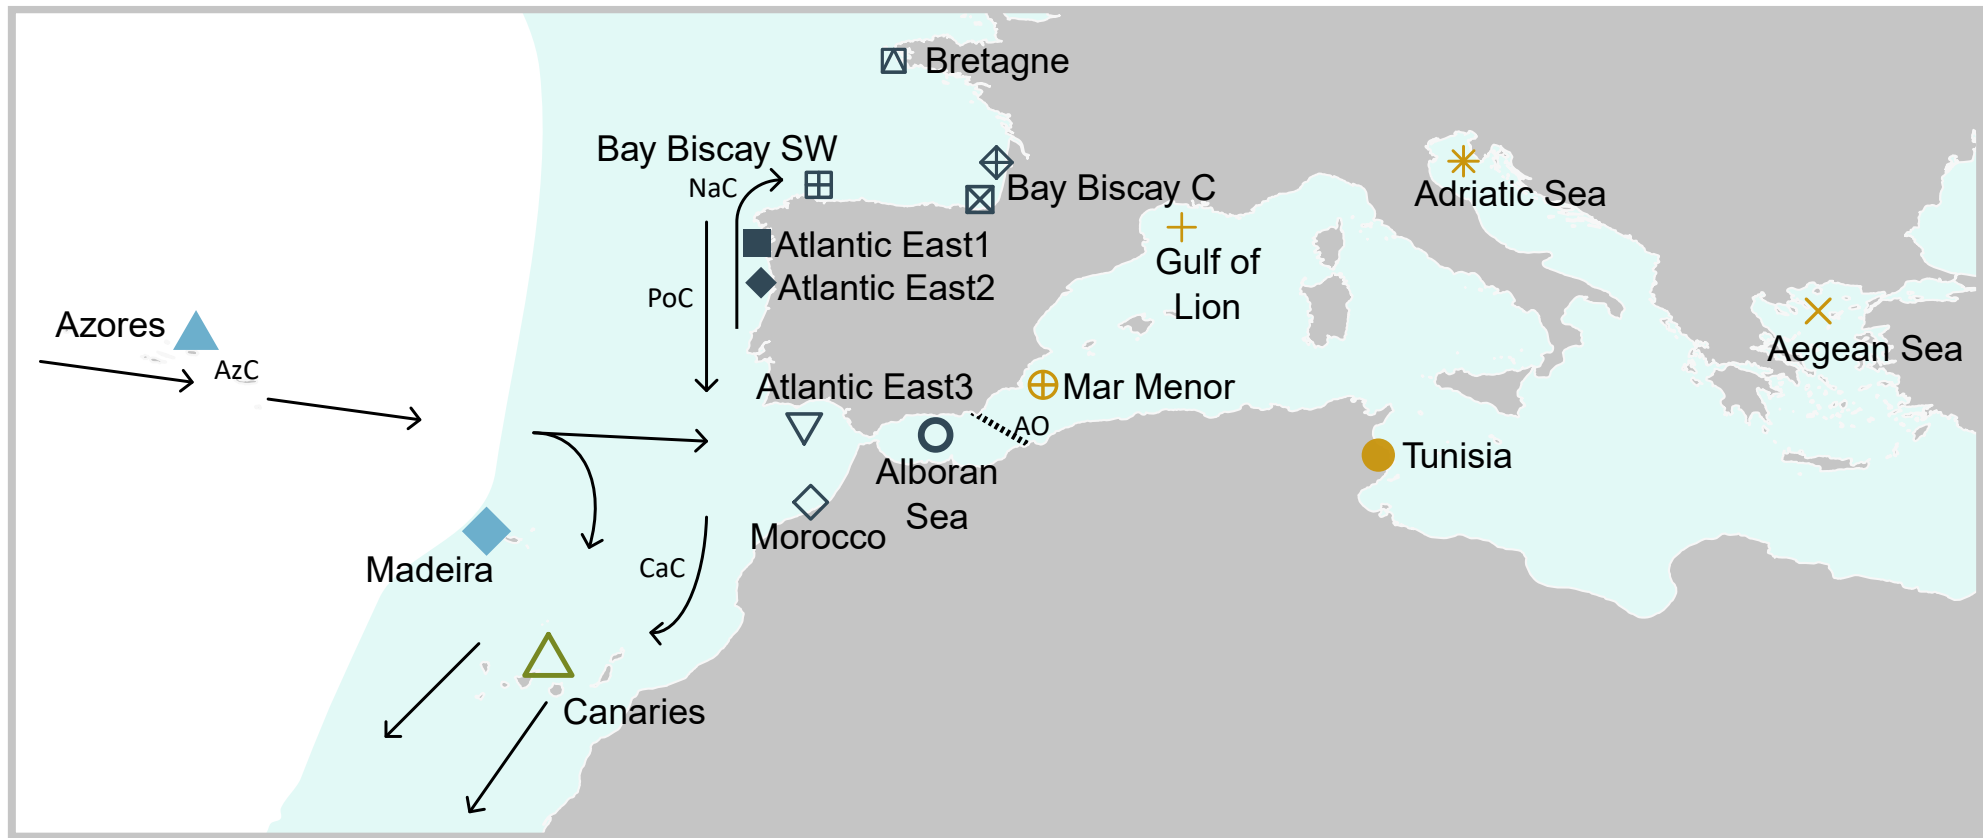 Bretagne
Bay Biscay SW
NaC
Bay Biscay C
Adriatic Sea
Atlantic East1
Gulf of
Lion
Atlantic East2
PoC
Azores
AzC
Aegean Sea
Atlantic East3
Mar Menor
AO
Tunisia
Alboran
Sea
Morocco
Madeira
CaC
Canaries